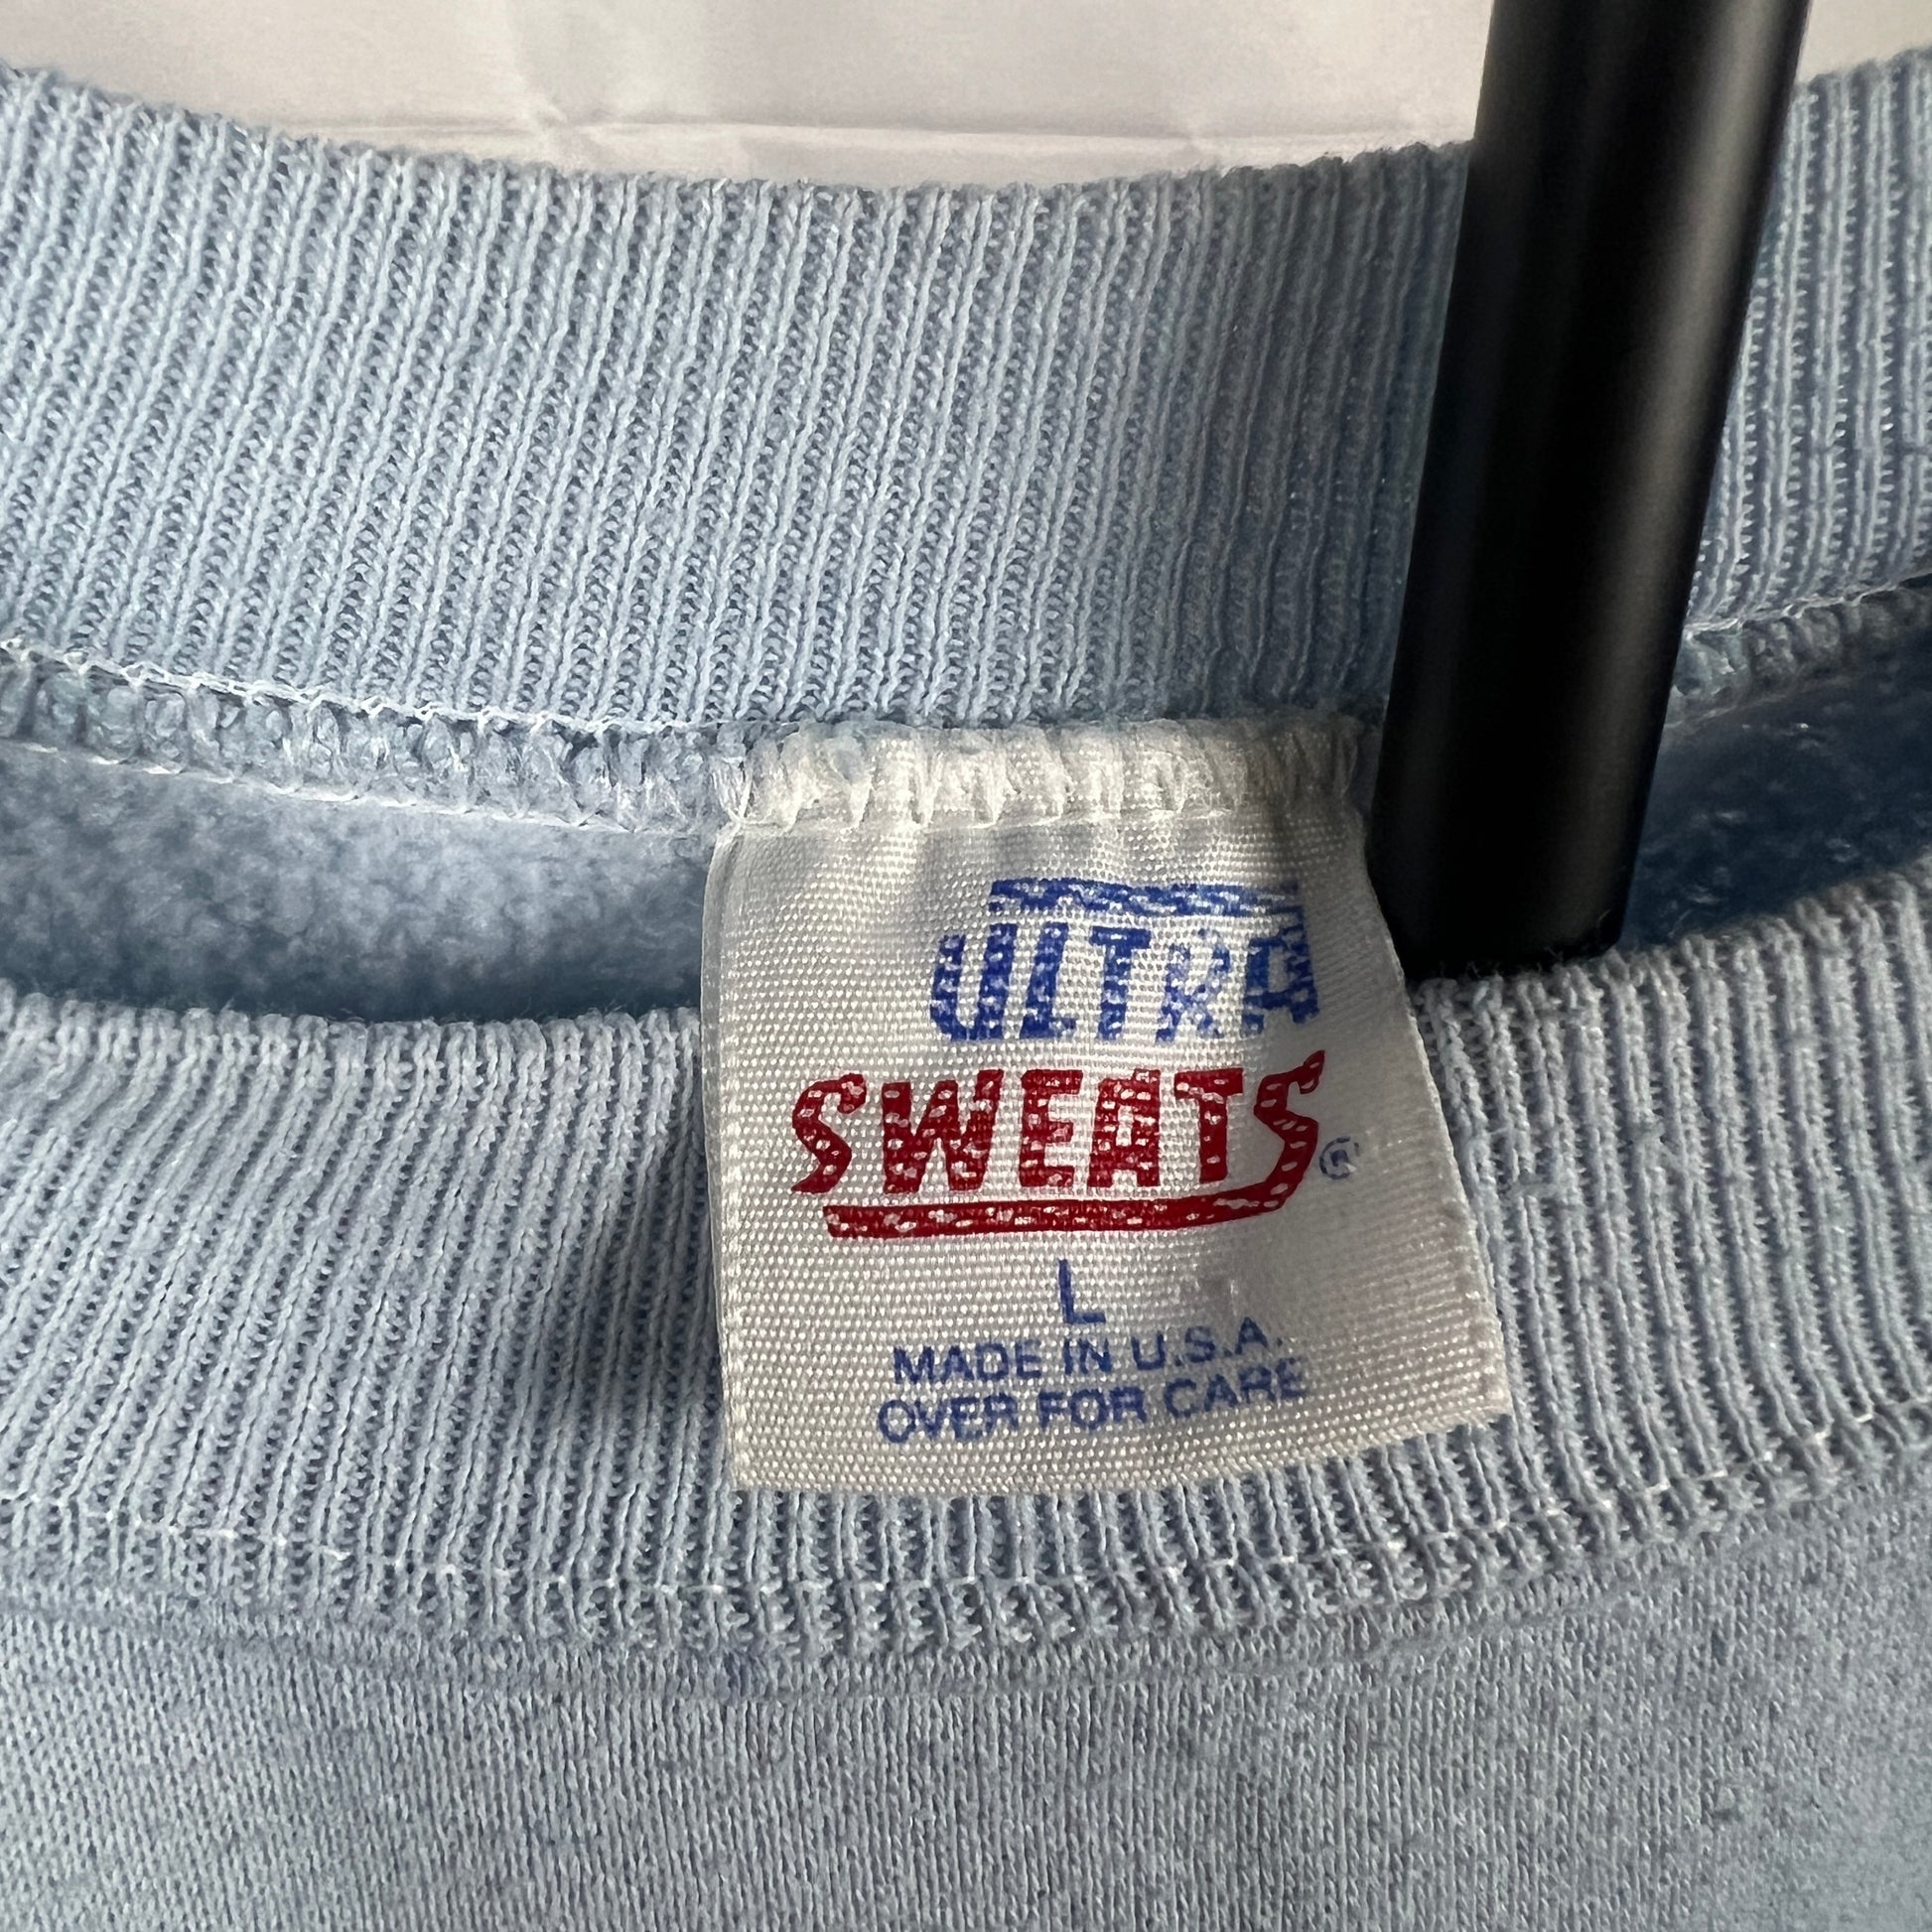 ULTRA
SWEATS®
L
MADE IN U.S.A.
OVER FOR CARE